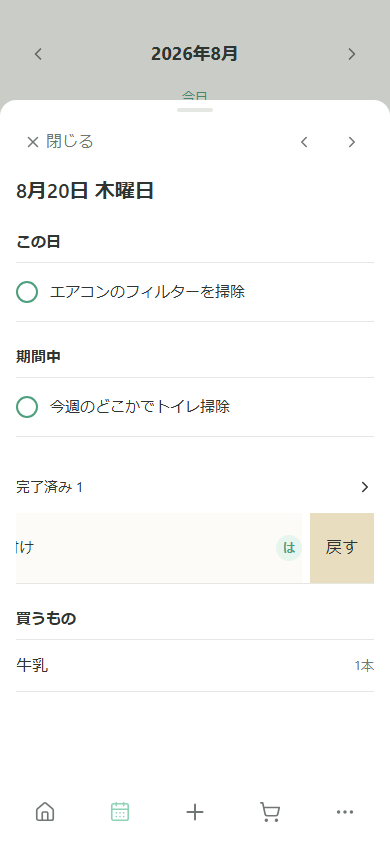 2026年8月
今日
閉じる
8月20日 木曜日
この日
エアコンのフィルターを掃除
期間中
今週のどこかでトイレ掃除
完了済み 1
け
は
戻す
買うもの
牛乳
1本